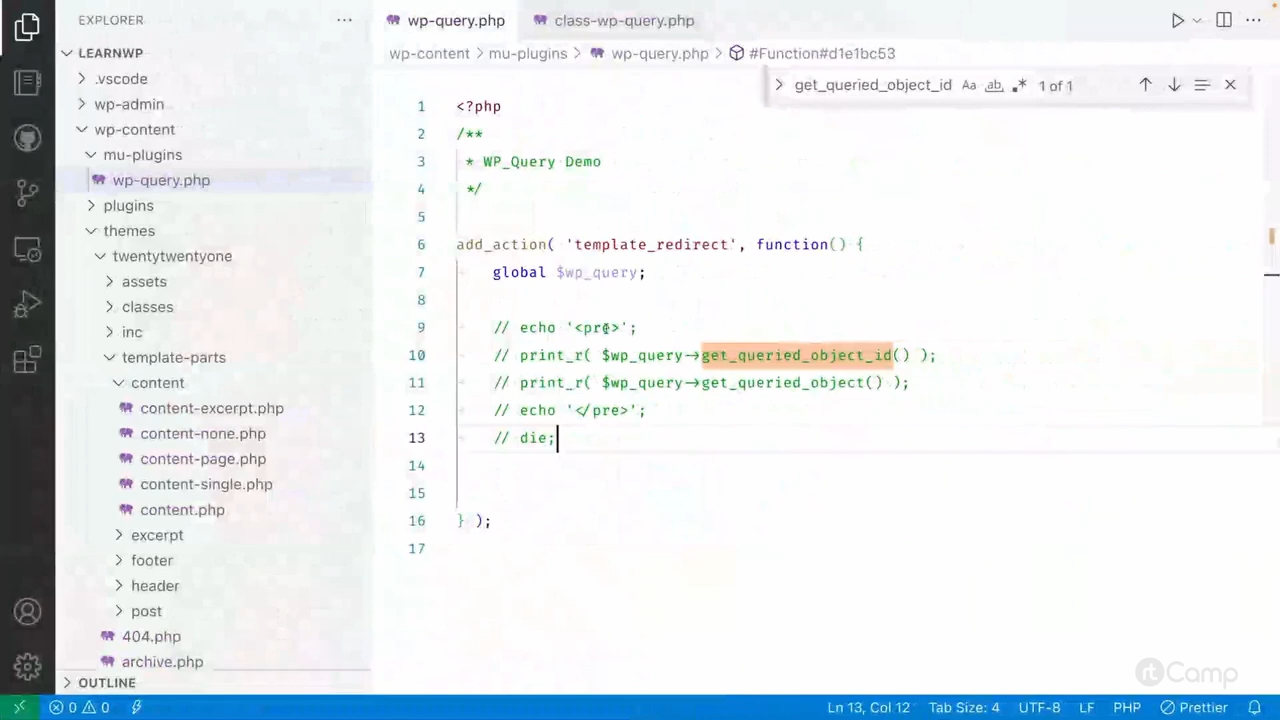 EXPLORER
LEARNWP
.vscode
wp-admin
wp-content
mu-plugins
wp-query.php
plugins
themes
twentytwentyone
assets
classes
inc
template-parts
content
content-excerpt.php
content-none.php
content-page.php
content-single.php
content.php
excerpt
footer
header
post
404.php
archive.php
OUTLINE
wp-query.php class-wp-query.php
wp-content > mu-plugins > wp-query.php > #Function#d1e1bc53
get_queried_object_id Aa ab .* 1 of 1
1 <?php
2 /**
3 * WP_Query Demo
4 */
5
6 add_action( 'template_redirect', function() {
7 global $wp_query;
8
9 // echo '<pre>';
10 // print_r( $wp_query->get_queried_object_id() );
11 // print_r( $wp_query->get_queried_object() );
12 // echo '</pre>';
13 // die;
14
15
16 } );
17
rtCamp
0 0 Ln 13, Col 12 Tab Size: 4 UTF-8 LF PHP Prettier